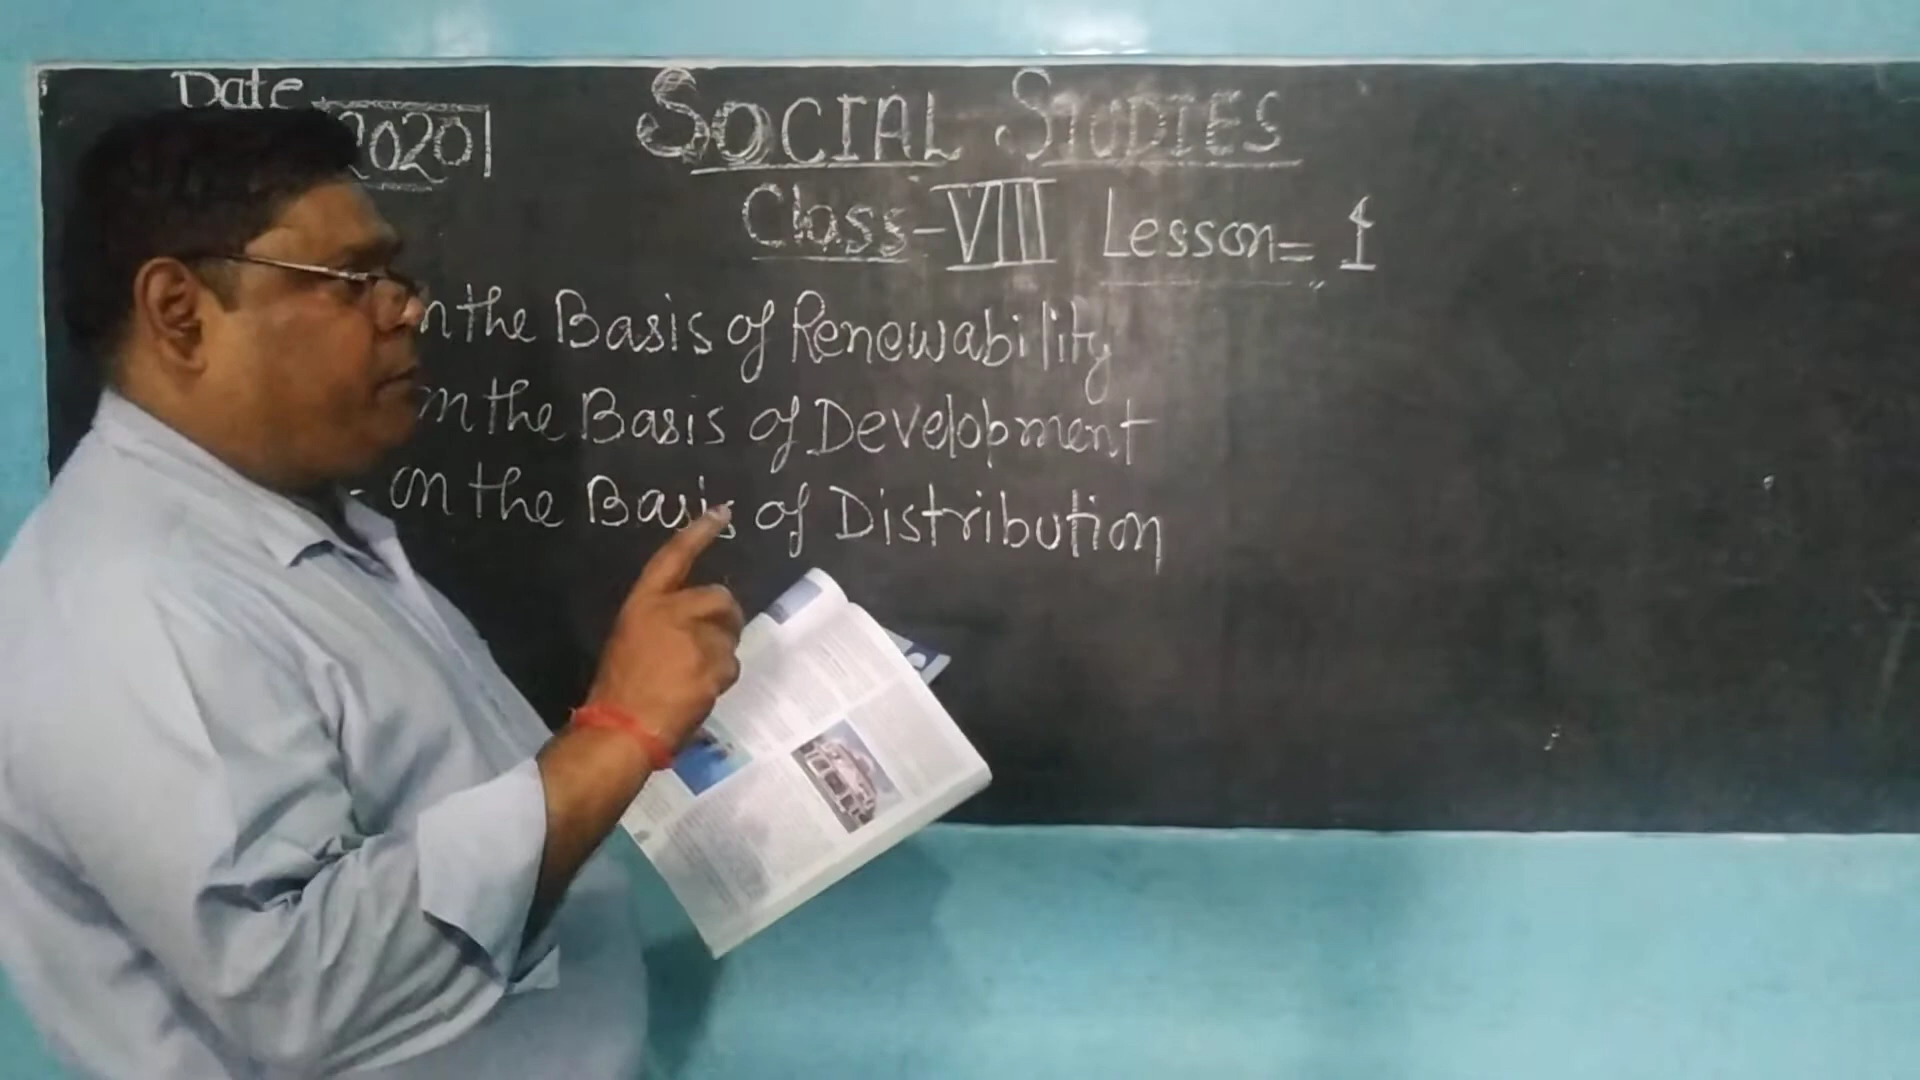 Date
2020
SOCIAL STUDIES
Class-VIII Lesson= 1
n the Basis of Renewability
on the Basis of Development
- on the Basis of Distribution